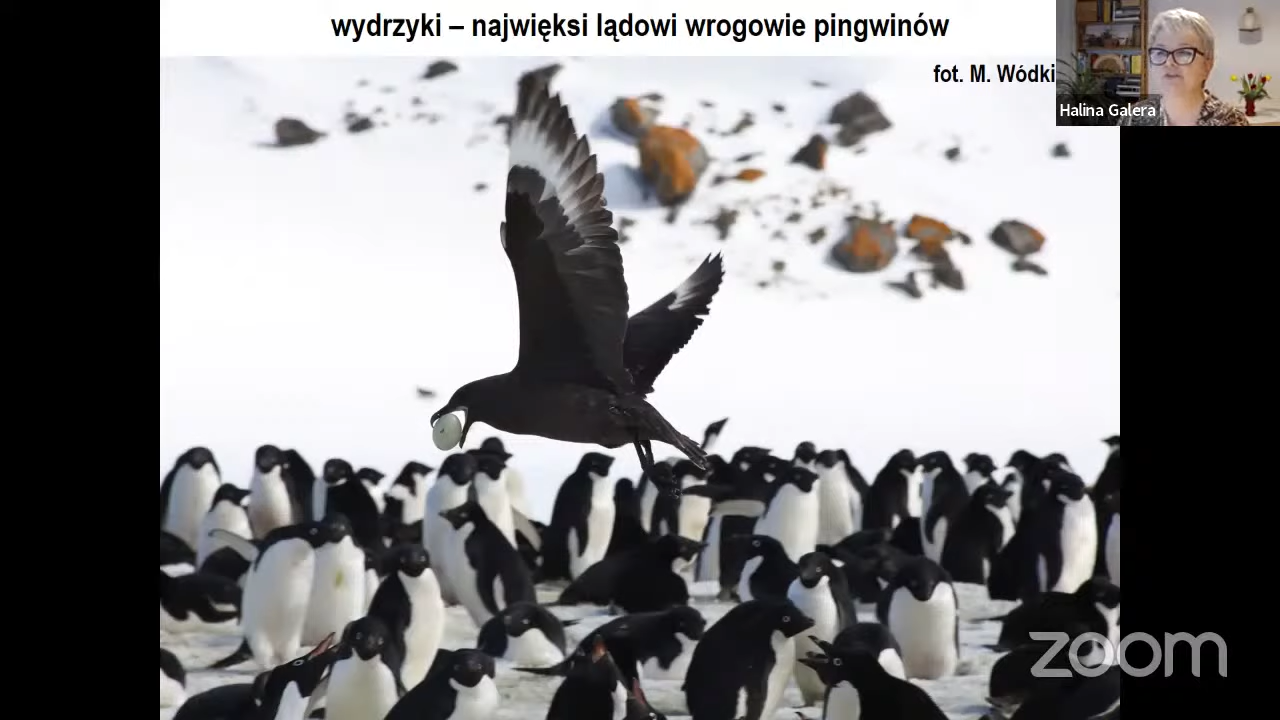 wydrzyki – najwięksi lądowi wrogowie pingwinów
fot. M. Wódki
Halina Galera
zoom